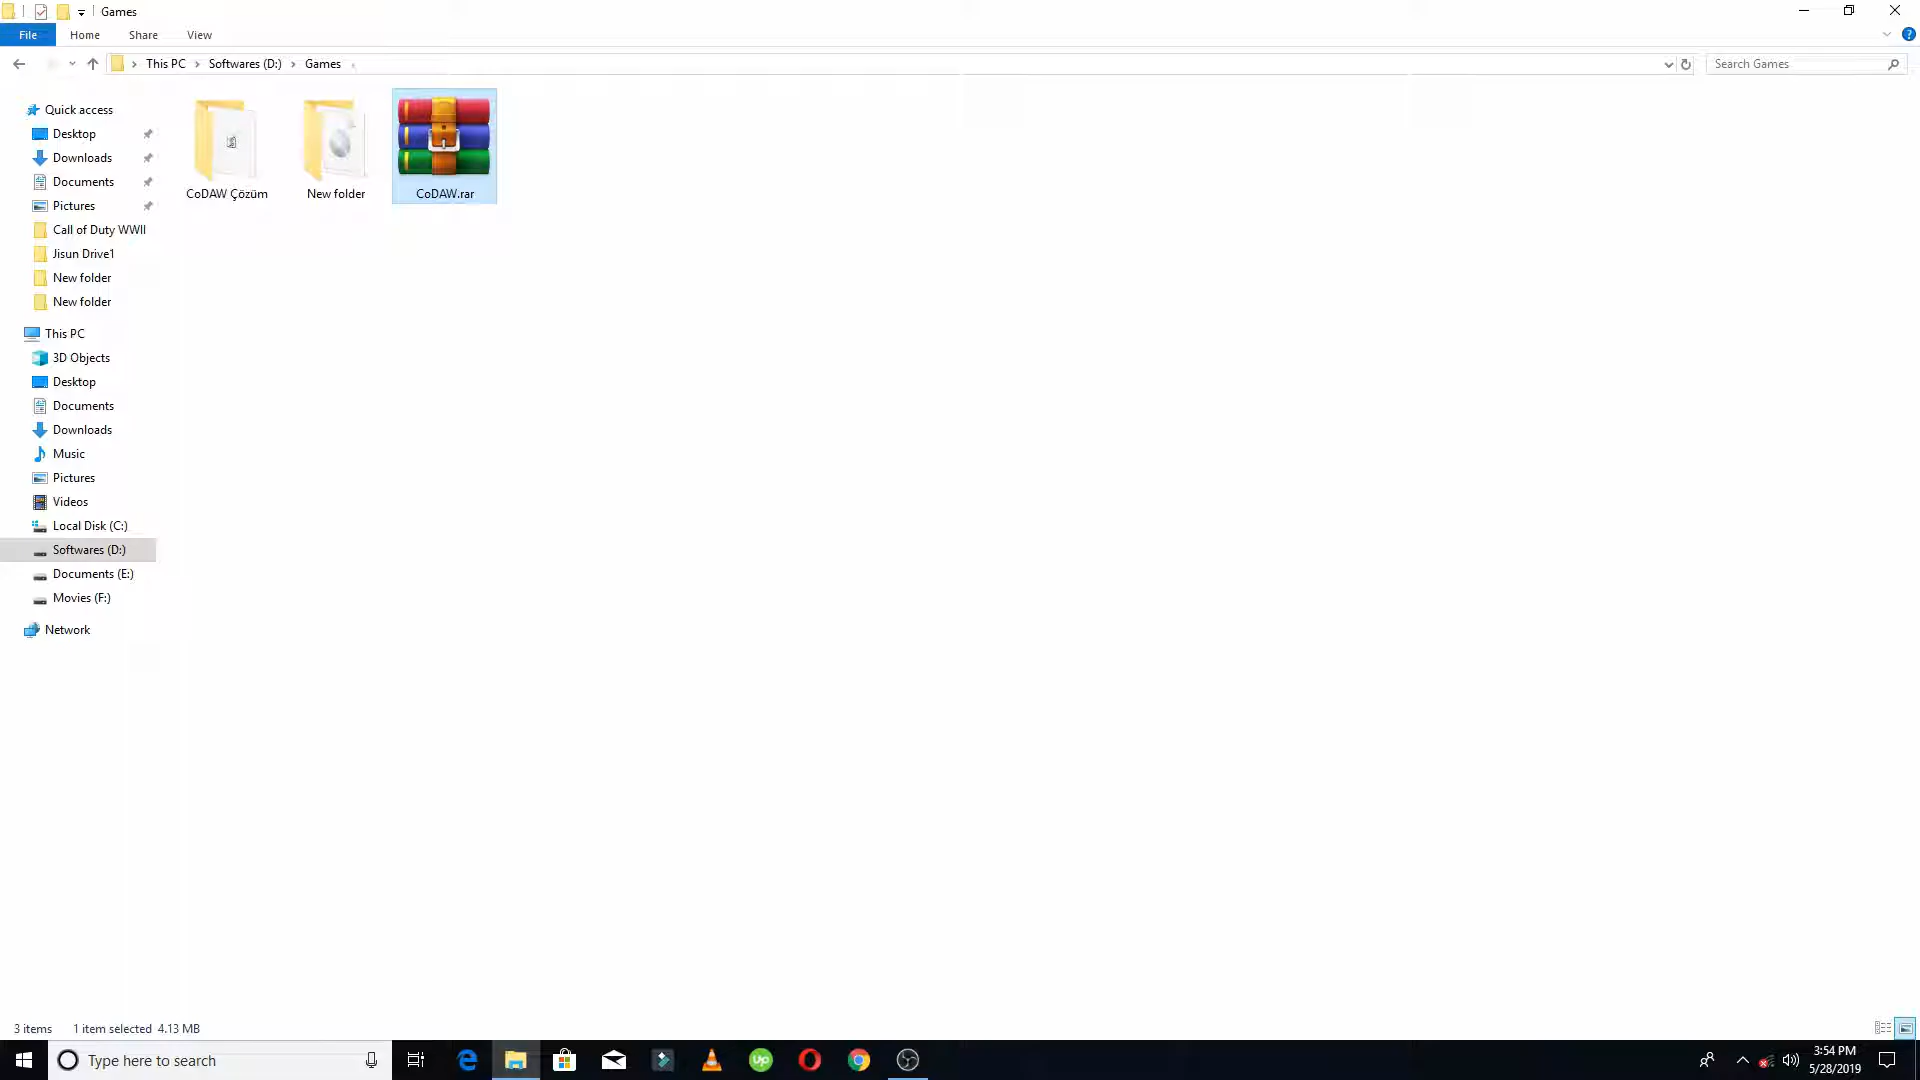 Games
File Home Share View
This PC Softwares (D:) Games
Search Games
Quick access
Desktop
Downloads
Documents
Pictures
Call of Duty WWII
Jisun Drive1
New folder
New folder
This PC
3D Objects
Desktop
Documents
Downloads
Music
Pictures
Videos
Local Disk (C:)
Softwares (D:)
Documents (E:)
Movies (F:)
Network
CoDAW Çözüm
New folder
CoDAW.rar
3 items 1 item selected 4.13 MB
Type here to search
Up
3:54 PM
5/28/2019